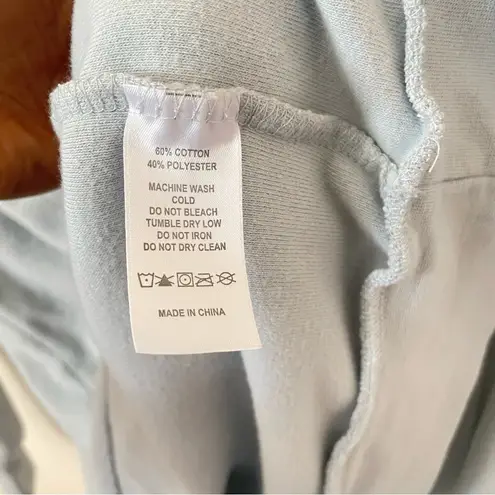 60% COTTON
40% POLYESTER
MACHINE WASH
COLD
DO NOT BLEACH
TUMBLE DRY LOW
DO NOT IRON
DO NOT DRY CLEAN
MADE IN CHINA